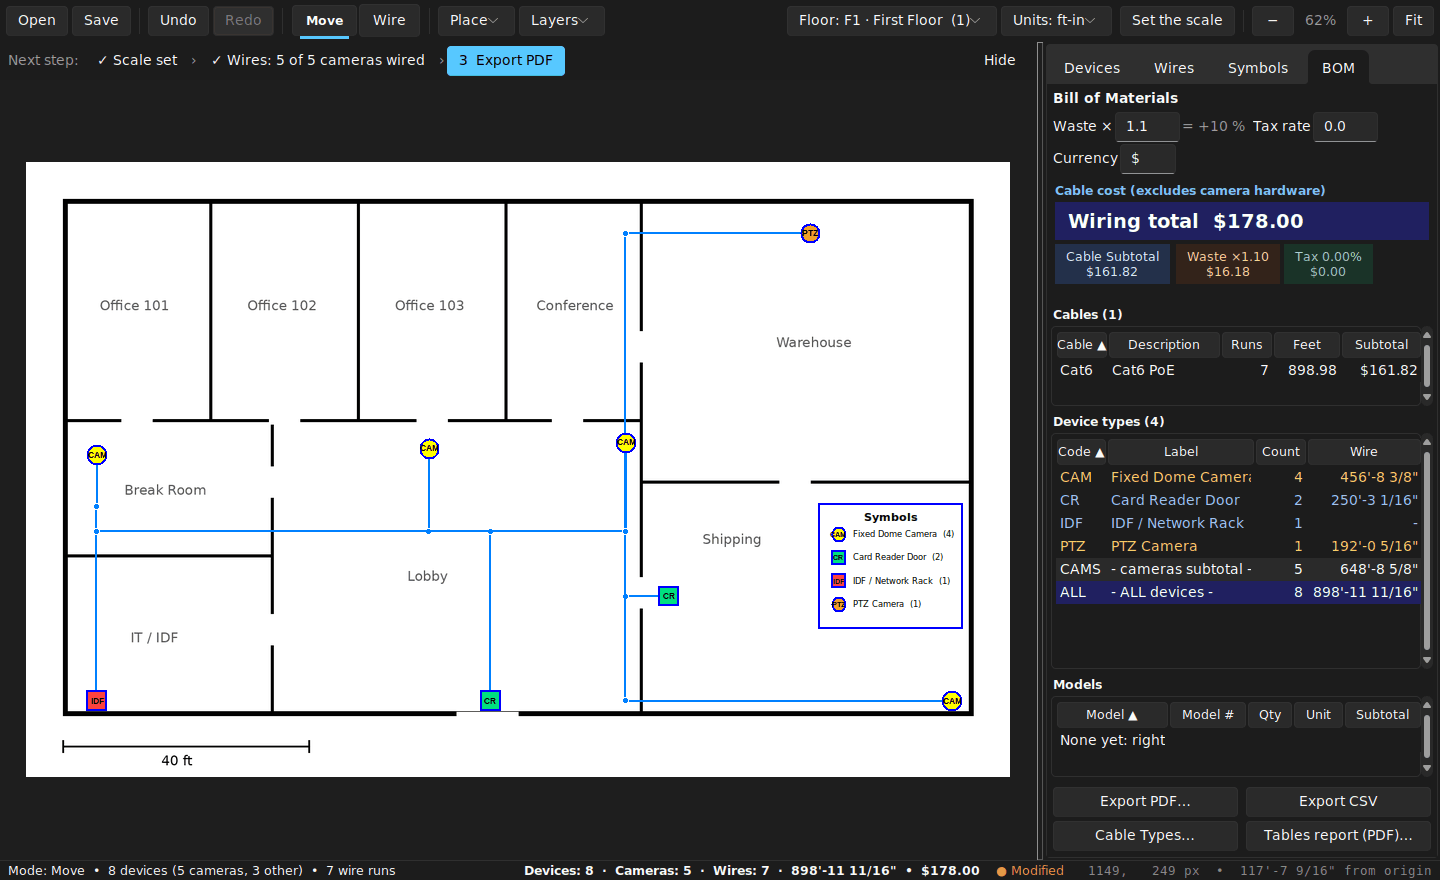 Open Save Undo Redo Move Wire Place Layers Floor: F1 · First Floor (1) Units: ft-in Set the scale − 62% + Fit
Next step: ✓ Scale set › ✓ Wires: 5 of 5 cameras wired › 3 Export PDF Hide
Office 101 Office 102 Office 103 Conference Warehouse
PTZ
CAM CAM CAM
Break Room
Lobby
IT / IDF
Shipping
IDF CR CR CAM
Symbols
CAM Fixed Dome Camera (4)
CR Card Reader Door (2)
IDF IDF / Network Rack (1)
PTZ PTZ Camera (1)
40 ft
Devices Wires Symbols BOM
Bill of Materials
Waste × 1.1 = +10 % Tax rate 0.0
Currency $
Cable cost (excludes camera hardware)
Wiring total $178.00
Cable Subtotal Waste ×1.10 Tax 0.00%
$161.82 $16.18 $0.00
Cables (1)
Cable ▲ Description Runs Feet Subtotal
Cat6 Cat6 PoE 7 898.98 $161.82
Device types (4)
Code ▲ Label Count Wire
CAM Fixed Dome Camera 4 456'-8 3/8"
CR Card Reader Door 2 250'-3 1/16"
IDF IDF / Network Rack 1 -
PTZ PTZ Camera 1 192'-0 5/16"
CAMS - cameras subtotal - 5 648'-8 5/8"
ALL - ALL devices - 8 898'-11 11/16"
Models
Model ▲ Model # Qty Unit Subtotal
None yet: right
Export PDF... Export CSV
Cable Types... Tables report (PDF)...
Mode: Move • 8 devices (5 cameras, 3 other) • 7 wire runs Devices: 8 · Cameras: 5 · Wires: 7 · 898'-11 11/16" • $178.00 ● Modified 1149, 249 px • 117'-7 9/16" from origin